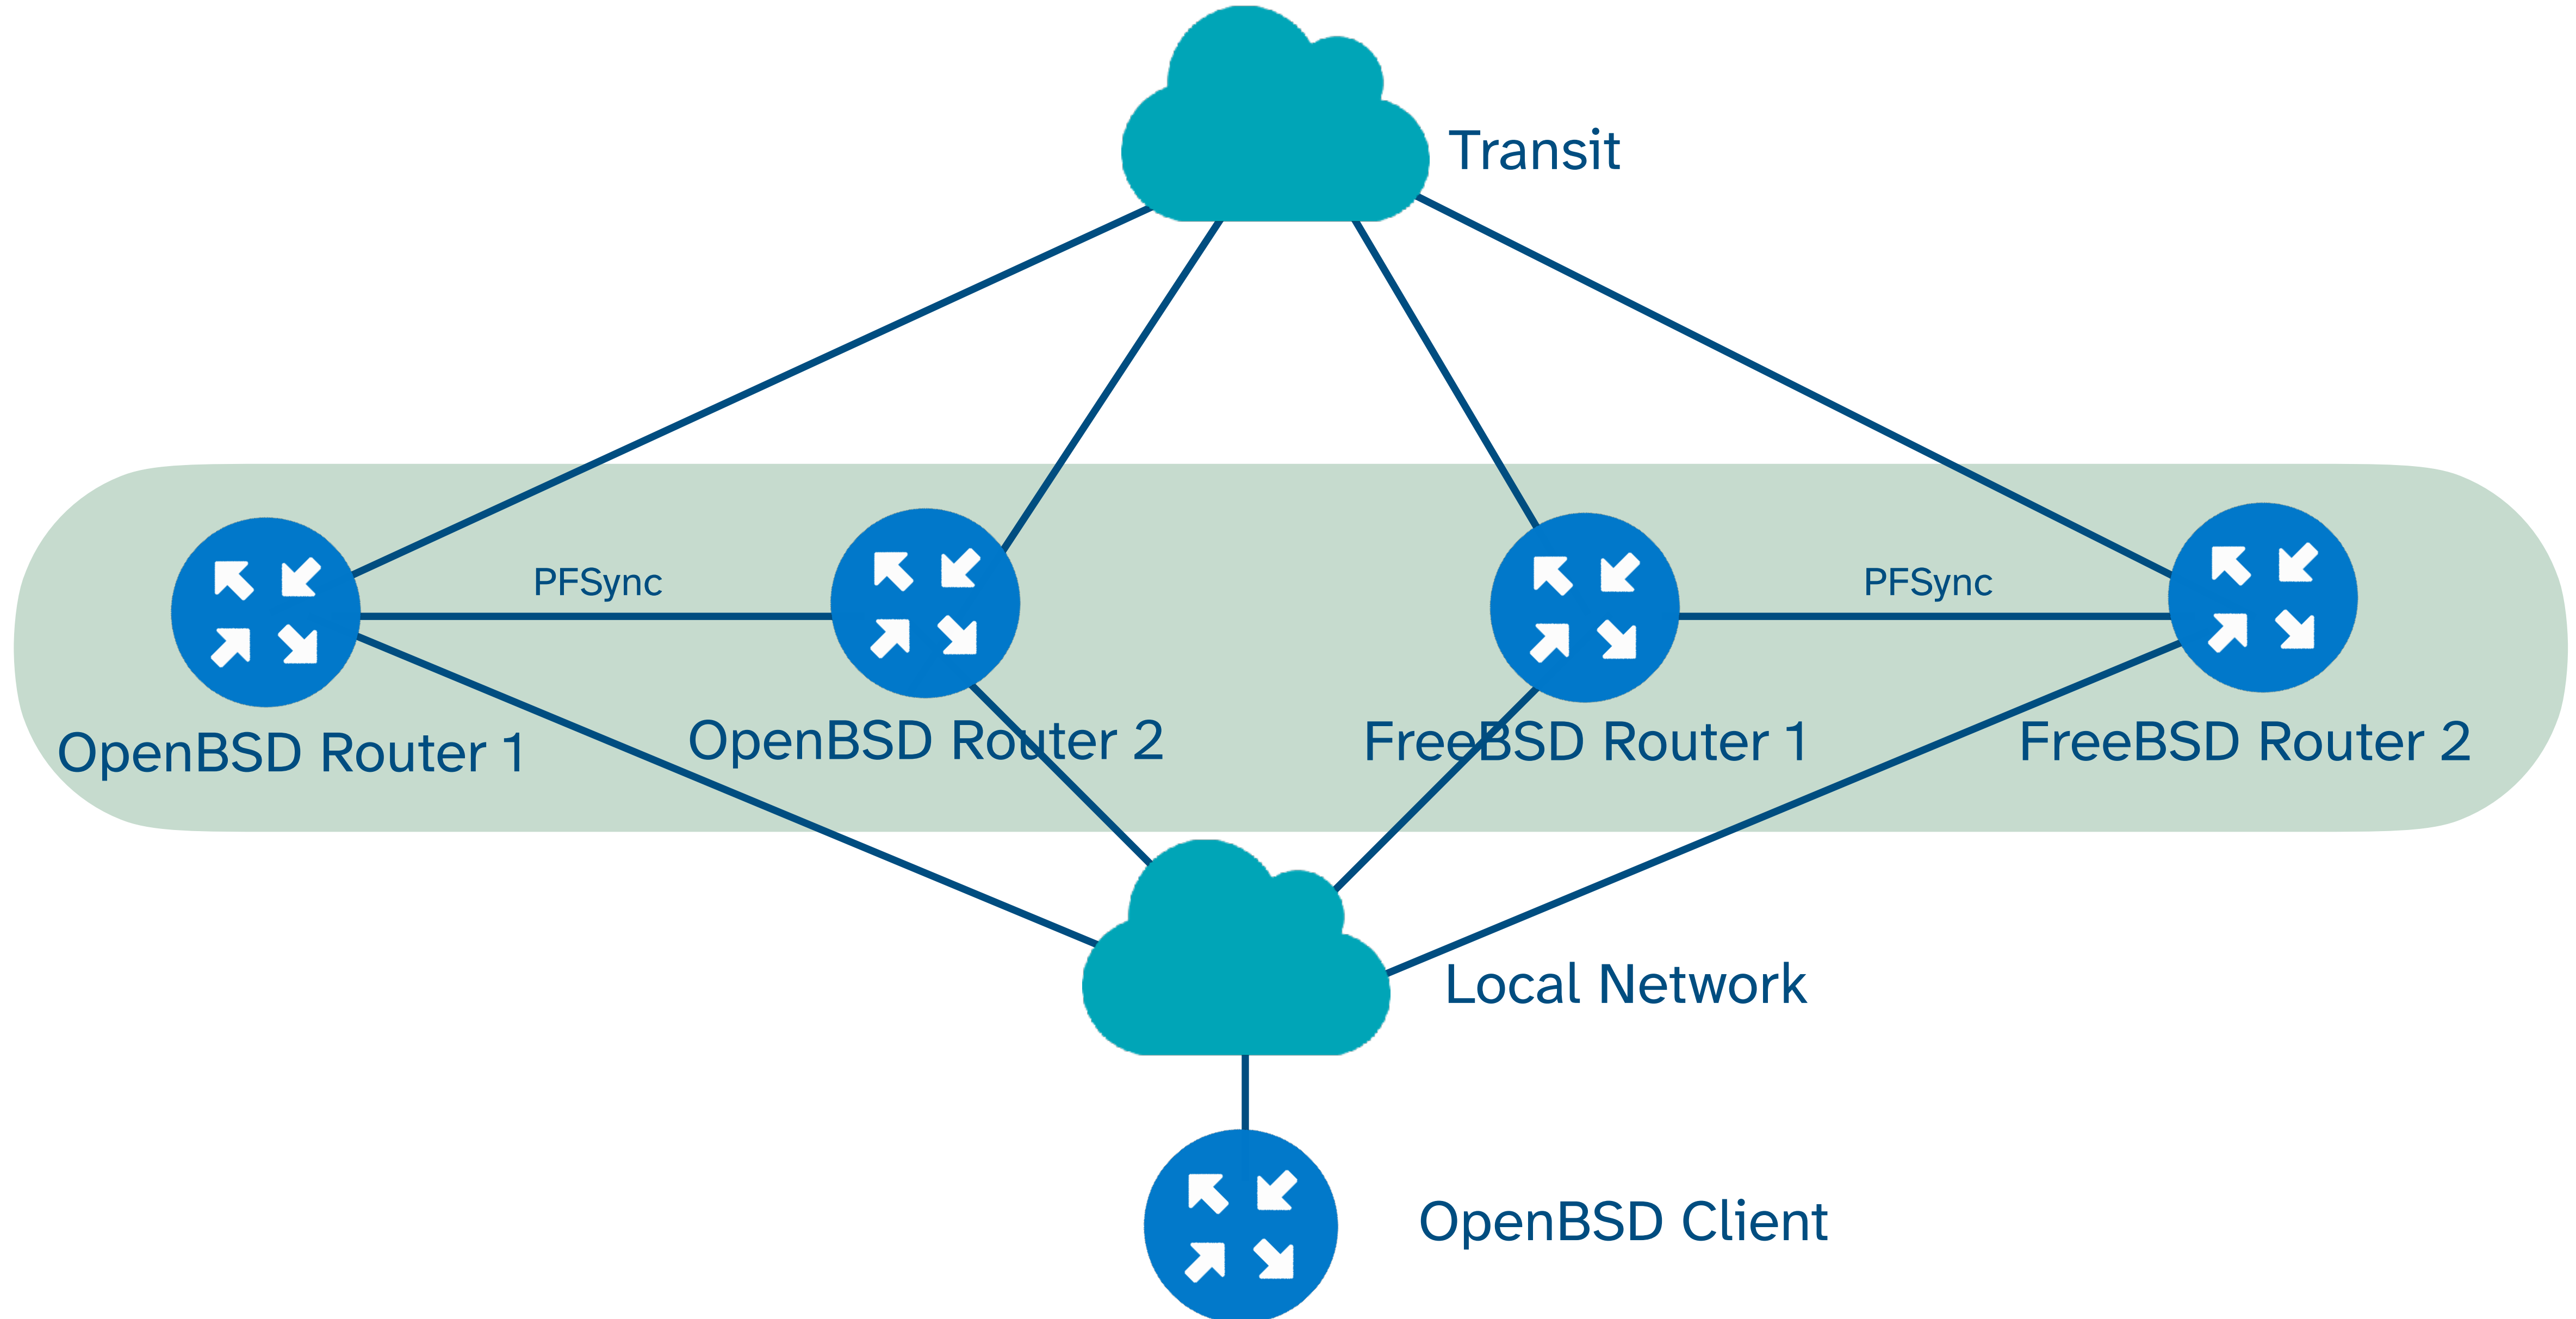 Transit
PFSync
PFSync
OpenBSD Router 1
OpenBSD Router 2
FreeBSD Router 1
FreeBSD Router 2
Local Network
OpenBSD Client